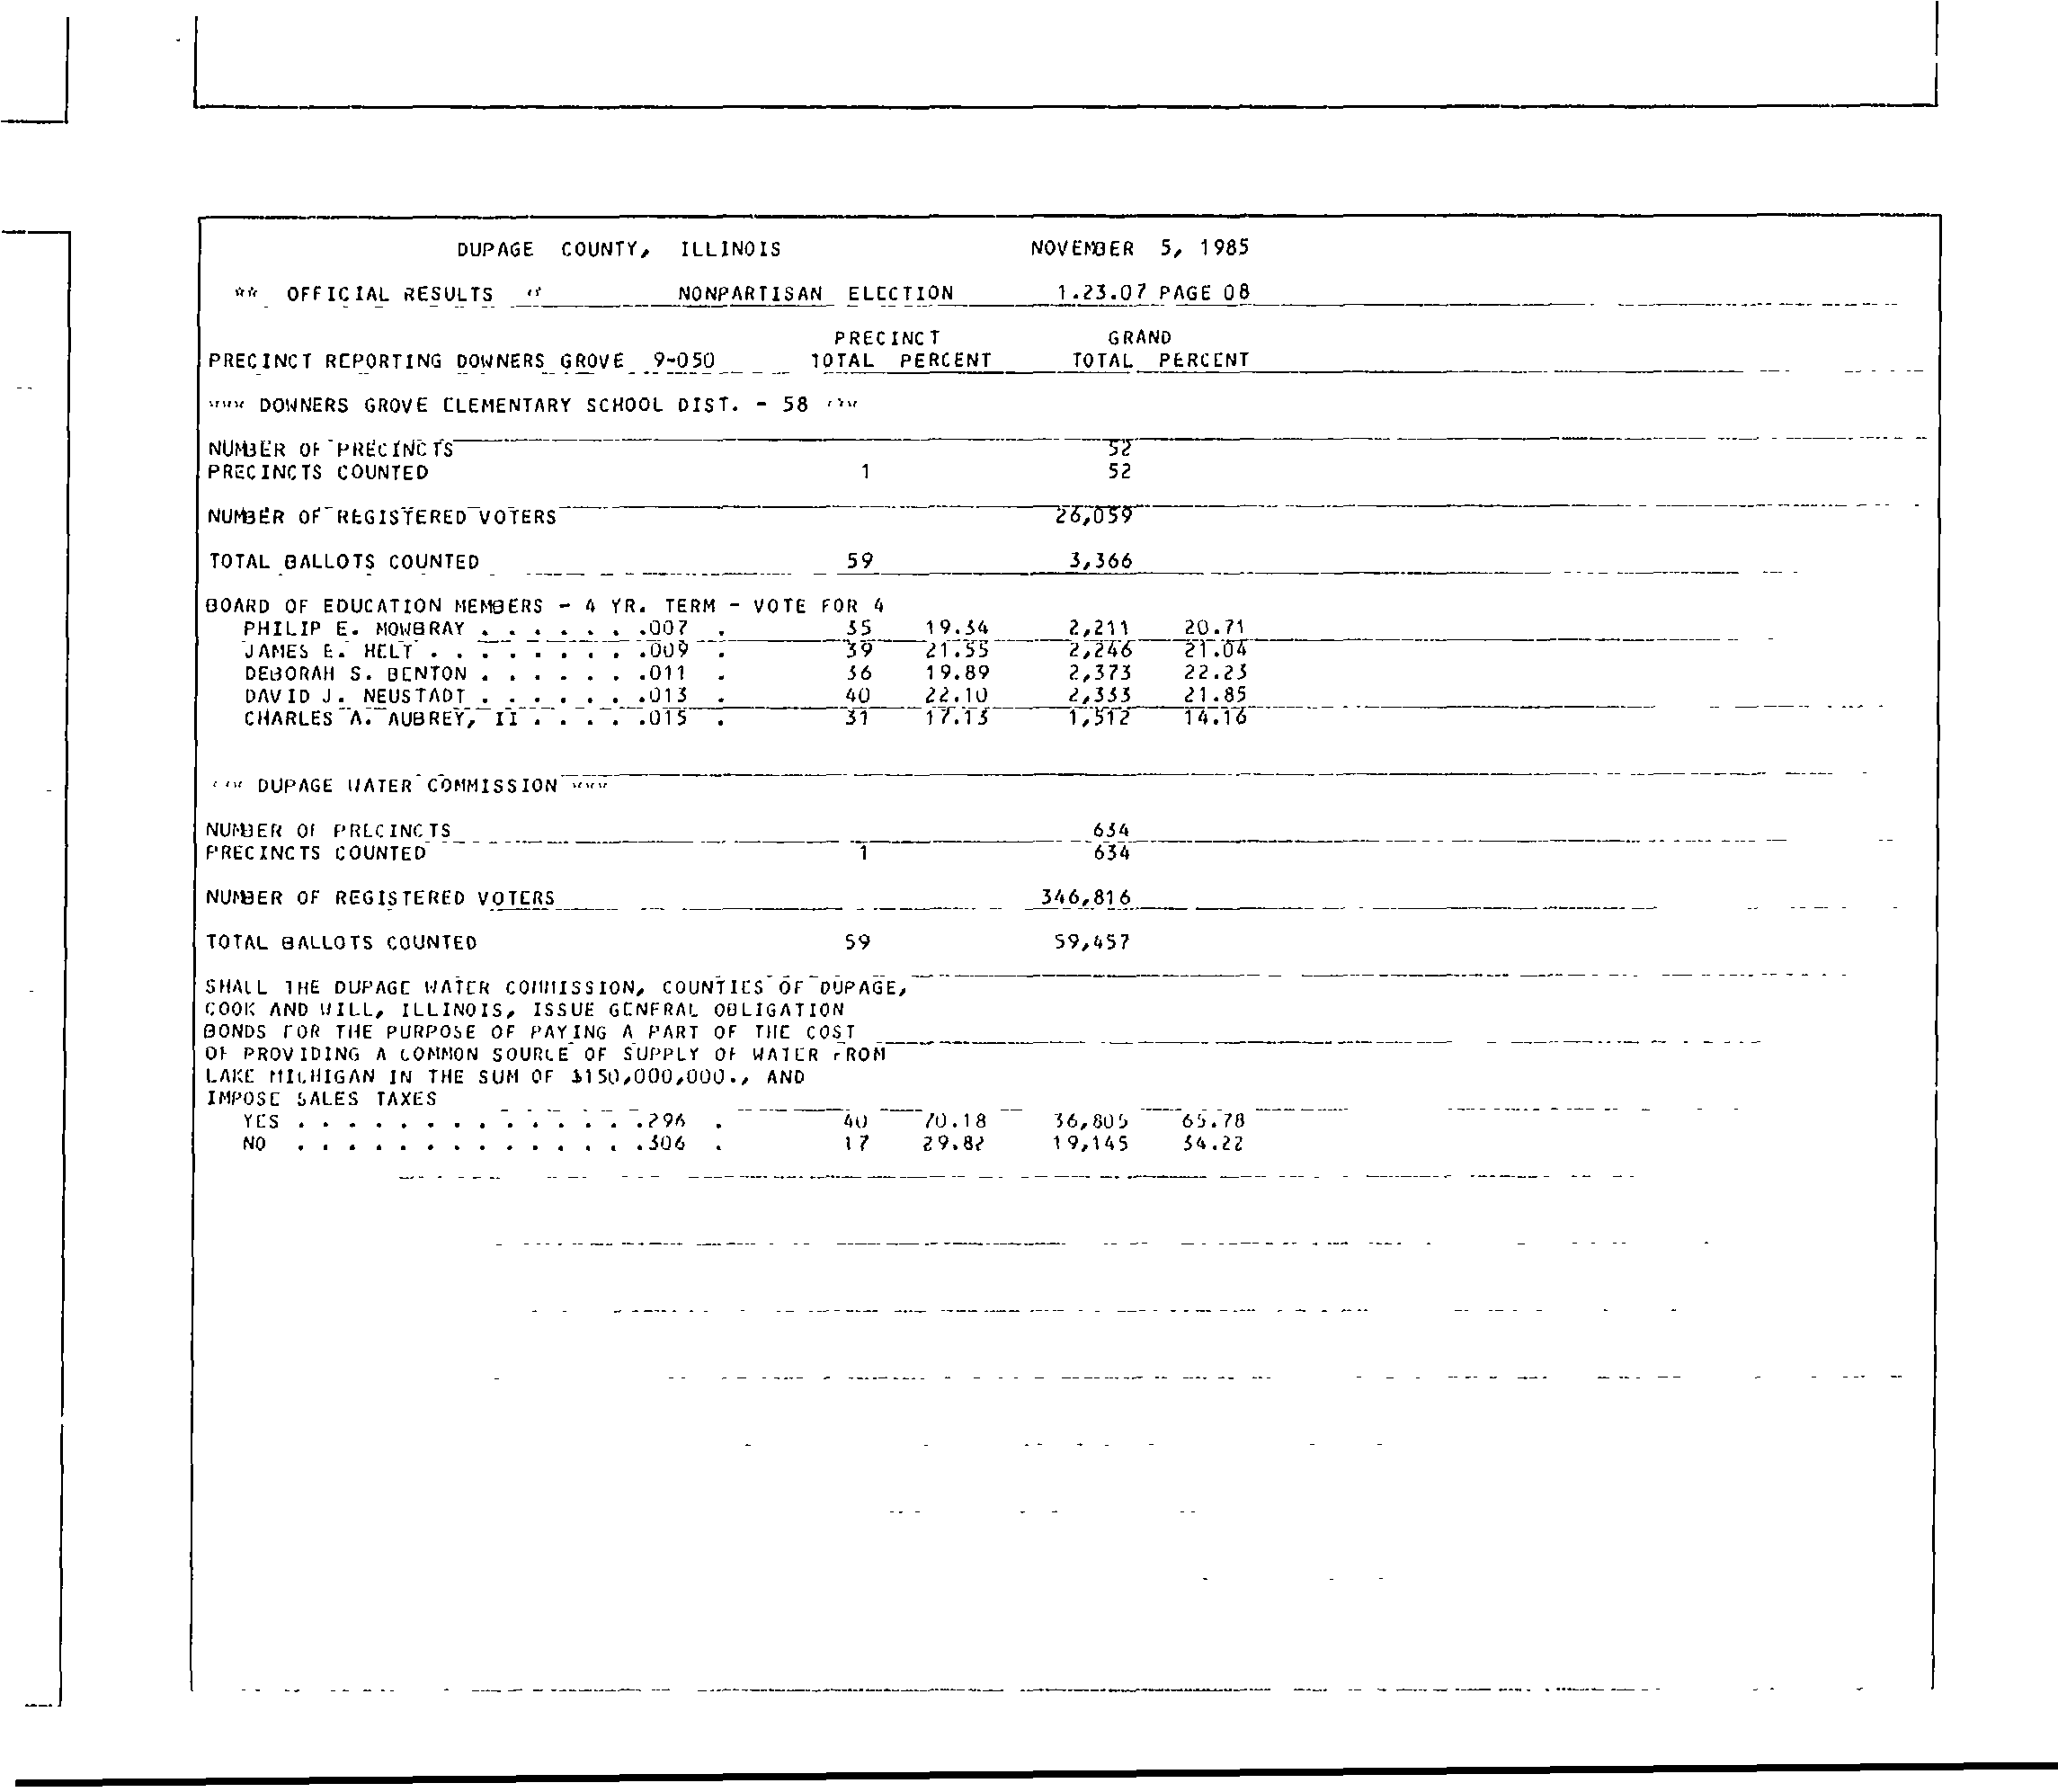 DUPAGE COUNTY, ILLINOIS NOVEMBER 5, 1985
** OFFICIAL RESULTS ** NONPARTISAN ELECTION 1.23.07 PAGE 08
PRECINCT GRAND
PRECINCT REPORTING DOWNERS GROVE 9-050 TOTAL PERCENT TOTAL PERCENT
*** DOWNERS GROVE ELEMENTARY SCHOOL DIST. - 58 ***
NUMBER OF PRECINCTS 52
PRECINCTS COUNTED 1 52
NUMBER OF REGISTERED VOTERS 26,059
TOTAL BALLOTS COUNTED 59 3,366
BOARD OF EDUCATION MEMBERS - 4 YR. TERM - VOTE FOR 4
PHILIP E. MOWBRAY . . . . . . .007 . 35 19.34 2,211 20.71
JAMES E. HELT . . . . . . . . .009 . 39 21.55 2,246 21.04
DEBORAH S. BENTON . . . . . . .011 . 36 19.89 2,373 22.23
DAVID J. NEUSTADT . . . . . . .013 . 40 22.10 2,333 21.85
CHARLES A. AUBREY, II . . . . .015 . 31 17.13 1,512 14.16
*** DUPAGE WATER COMMISSION ***
NUMBER OF PRECINCTS 634
PRECINCTS COUNTED 1 634
NUMBER OF REGISTERED VOTERS 346,816
TOTAL BALLOTS COUNTED 59 59,457
SHALL THE DUPAGE WATER COMMISSION, COUNTIES OF DUPAGE,
COOK AND WILL, ILLINOIS, ISSUE GENERAL OBLIGATION
BONDS FOR THE PURPOSE OF PAYING A PART OF THE COST
OF PROVIDING A COMMON SOURCE OF SUPPLY OF WATER FROM
LAKE MICHIGAN IN THE SUM OF $150,000,000., AND
IMPOSE SALES TAXES
YES . . . . . . . . . . . . . .296 . 40 70.18 36,805 65.78
NO . . . . . . . . . . . . . .306 . 17 29.82 19,145 34.22